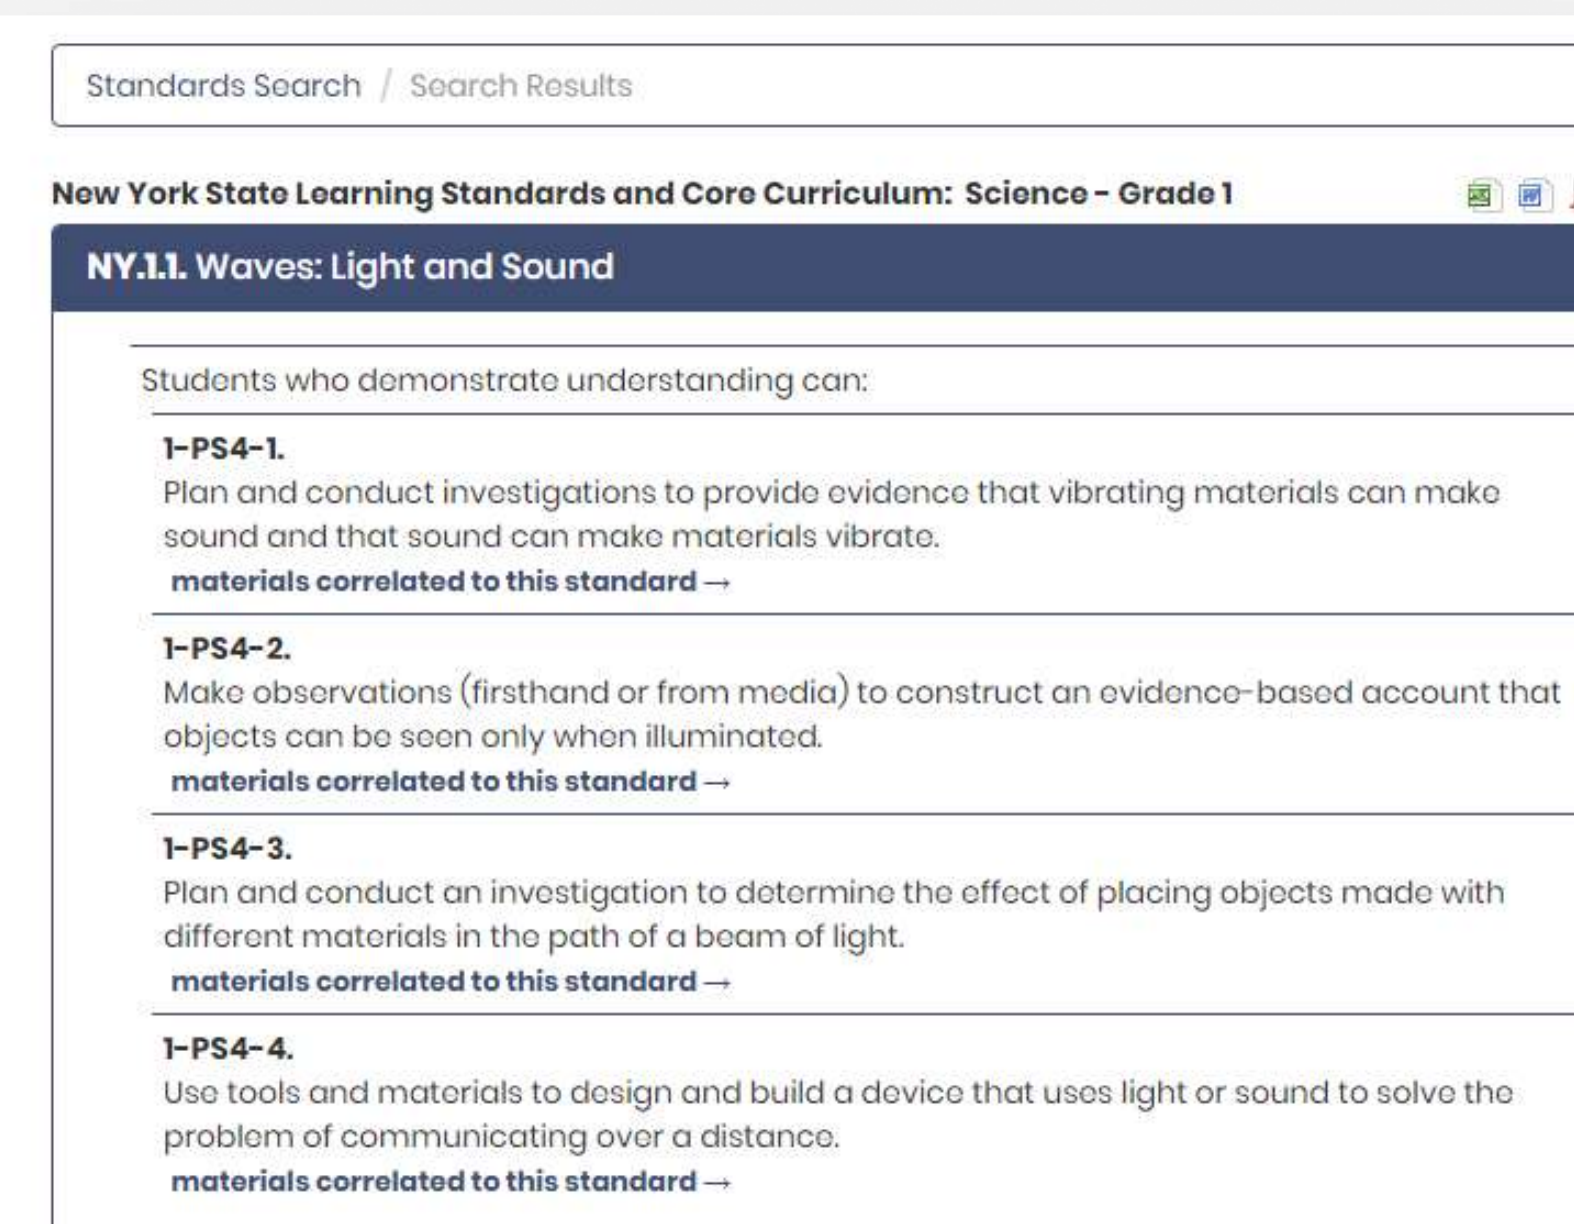 Standards Search / Search Results
New York State Learning Standards and Core Curriculum: Science - Grade 1
NY.1.1. Waves: Light and Sound
Students who demonstrate understanding can:
1-PS4-1.
Plan and conduct investigations to provide evidence that vibrating materials can make
sound and that sound can make materials vibrate.
materials correlated to this standard →
1-PS4-2.
Make observations (firsthand or from media) to construct an evidence-based account that
objects can be seen only when illuminated.
materials correlated to this standard →
1-PS4-3.
Plan and conduct an investigation to determine the effect of placing objects made with
different materials in the path of a beam of light.
materials correlated to this standard →
1-PS4-4.
Use tools and materials to design and build a device that uses light or sound to solve the
problem of communicating over a distance.
materials correlated to this standard →